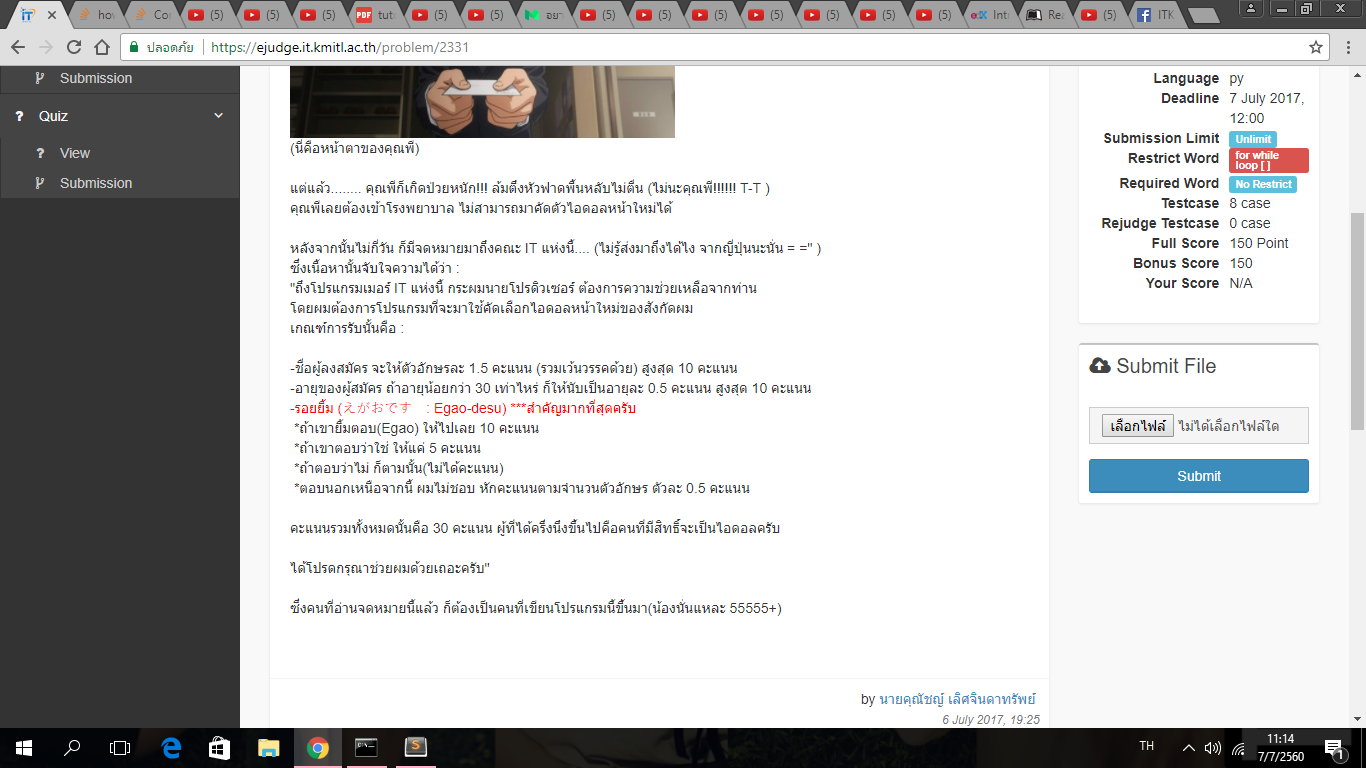 iT
hov
Co
(5)
(5)
(5)
PDF tuto
(5)
(5)
อยา
(5)
(5)
(5)
(5)
(5)
(5)
(5)
Intr
Rea
(5)
ITK
ปลอดภัย https://ejudge.it.kmitl.ac.th/problem/2331
Submission
? Quiz
? View
Submission
(นี่คือหน้าตาของคุณพี)
แต่แล้ว........ คุณพีก็เกิดป่วยหนัก!!! ล้มตึ่งหัวฟาดพื้นหลับไม่ตื่น (ไม่นะคุณพี!!!!!! T-T )
คุณพีเลยต้องเข้าโรงพยาบาล ไม่สามารถมาคัดตัวไอดอลหน้าใหม่ได้
หลังจากนั้นไม่กี่วัน ก็มีจดหมายมาถึงคณะ IT แห่งนี้.... (ไม่รู้ส่งมาถึงได้ไง จากญี่ปุ่นนะนั่น = =" )
ซึ่งเนื้อหานั้นจับใจความได้ว่า :
"ถึงโปรแกรมเมอร์ IT แห่งนี้ กระผมนายโปรดิวเซอร์ ต้องการความช่วยเหลือจากท่าน
โดยผมต้องการโปรแกรมที่จะมาใช้คัดเลือกไอดอลหน้าใหม่ของสังกัดผม
เกณฑ์การรับนั้นคือ :
-ชื่อผู้ลงสมัคร จะให้ตัวอักษรละ 1.5 คะแนน (รวมเว้นวรรคด้วย) สูงสุด 10 คะแนน
-อายุของผู้สมัคร ถ้าอายุน้อยกว่า 30 เท่าไหร่ ก็ให้นับเป็นอายุละ 0.5 คะแนน สูงสุด 10 คะแนน
-รอยยิ้ม (えがおです : Egao-desu) ***สำคัญมากที่สุดครับ
*ถ้าเขายิ้มตอบ(Egao) ให้ไปเลย 10 คะแนน
*ถ้าเขาตอบว่าใช่ ให้แค่ 5 คะแนน
*ถ้าตอบว่าไม่ ก็ตามนั้น(ไม่ได้คะแนน)
*ตอบนอกเหนือจากนี้ ผมไม่ชอบ หักคะแนนตามจำนวนตัวอักษร ตัวละ 0.5 คะแนน
คะแนนรวมทั้งหมดนั้นคือ 30 คะแนน ผู้ที่ได้ครึ่งนึงขึ้นไปคือคนที่มีสิทธิ์จะเป็นไอดอลครับ
ได้โปรดกรุณาช่วยผมด้วยเถอะครับ"
ซึ่งคนที่อ่านจดหมายนี้แล้ว ก็ต้องเป็นคนที่เขียนโปรแกรมนี้ขึ้นมา(น้องนั่นแหละ 55555+)
by นายคุณัชญ์ เลิศจินดาทรัพย์
6 July 2017, 19:25
Language py
Deadline 7 July 2017,
12:00
Submission Limit Unlimit
Restrict Word for while
loop [ ]
Required Word No Restrict
Testcase 8 case
Rejudge Testcase 0 case
Full Score 150 Point
Bonus Score 150
Your Score N/A
Submit File
เลือกไฟล์ ไม่ได้เลือกไฟล์ใด
Submit
TH
11:14
7/7/2560
1